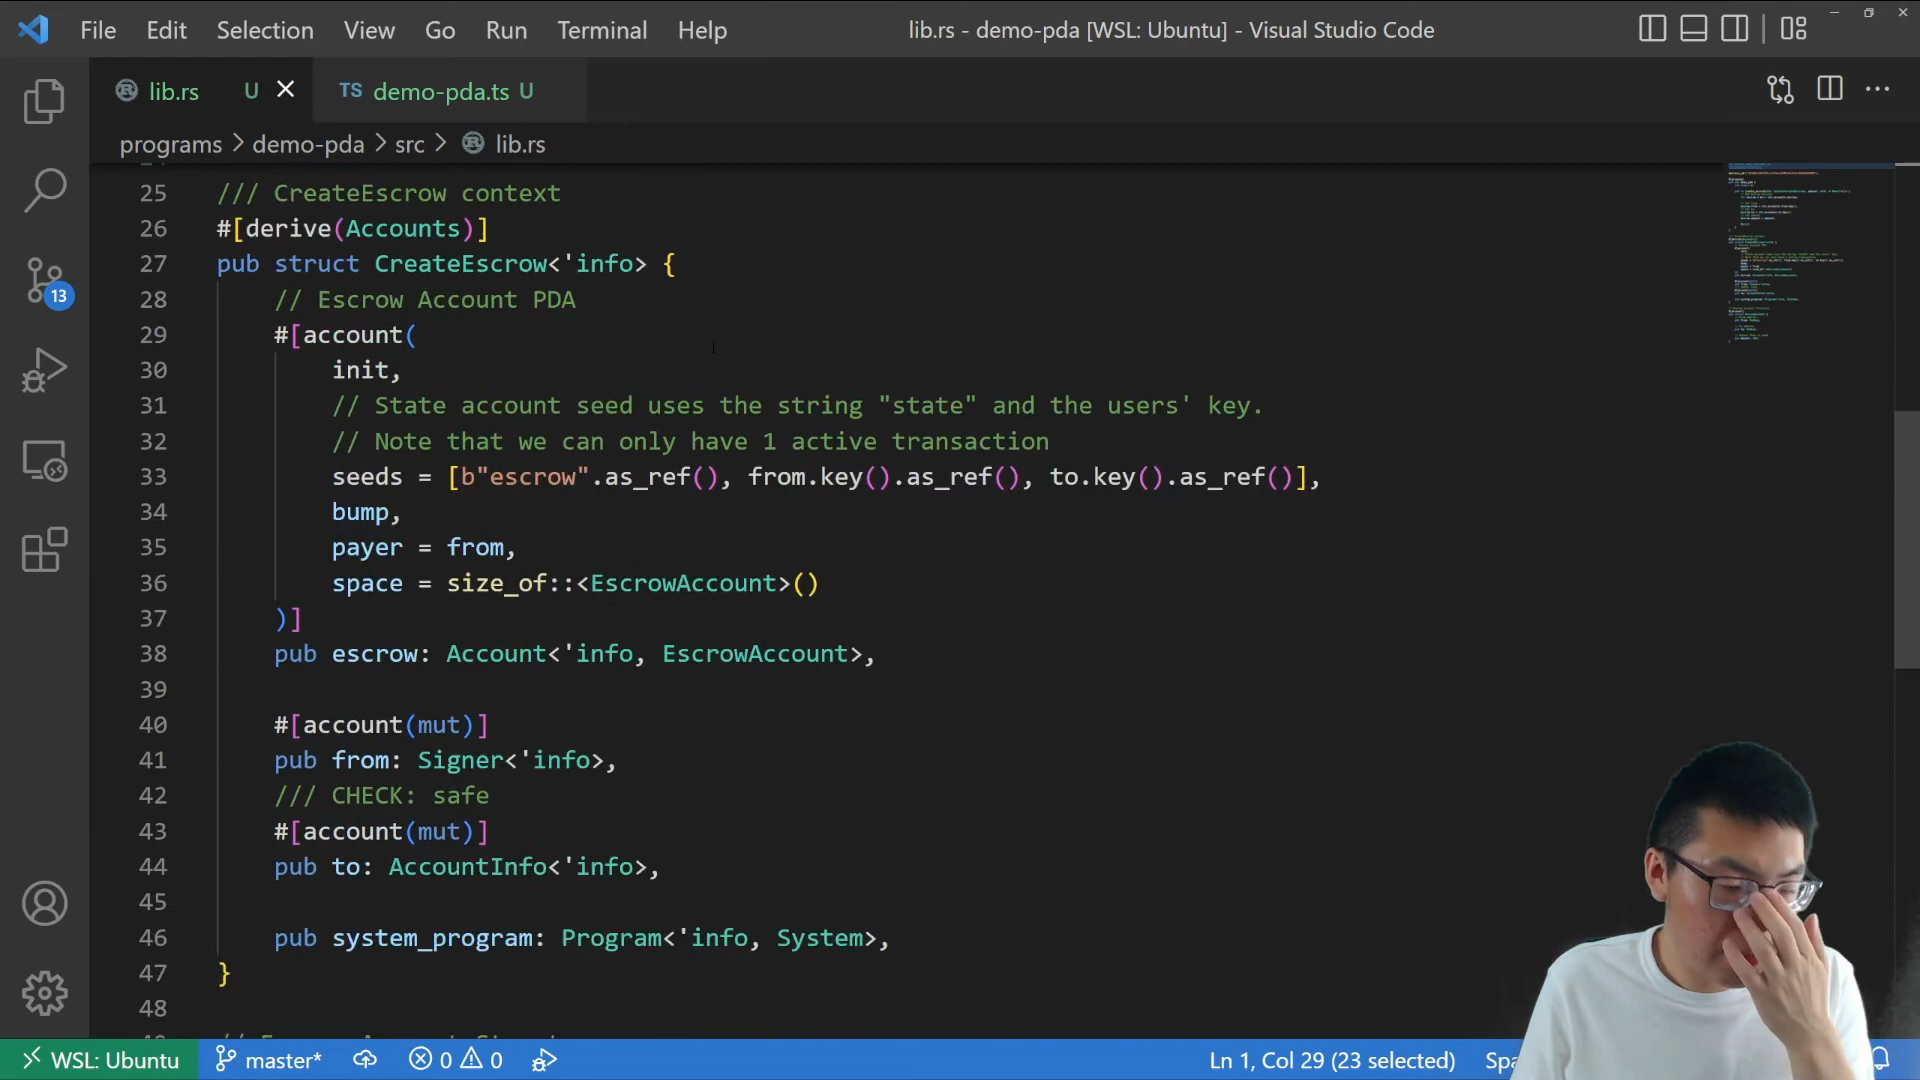 File Edit Selection View Go Run Terminal Help lib.rs - demo-pda [WSL: Ubuntu] - Visual Studio Code
lib.rs U TS demo-pda.ts U
programs > demo-pda > src > lib.rs
25 /// CreateEscrow context
26 #[derive(Accounts)]
27 pub struct CreateEscrow<'info> {
28 // Escrow Account PDA
29 #[account(
30 init,
31 // State account seed uses the string "state" and the users' key.
32 // Note that we can only have 1 active transaction
33 seeds = [b"escrow".as_ref(), from.key().as_ref(), to.key().as_ref()],
34 bump,
35 payer = from,
36 space = size_of::<EscrowAccount>()
37 )]
38 pub escrow: Account<'info, EscrowAccount>,
39
40 #[account(mut)]
41 pub from: Signer<'info>,
42 /// CHECK: safe
43 #[account(mut)]
44 pub to: AccountInfo<'info>,
45
46 pub system_program: Program<'info, System>,
47 }
48
13
WSL: Ubuntu master* 0 0 Ln 1, Col 29 (23 selected) Spa